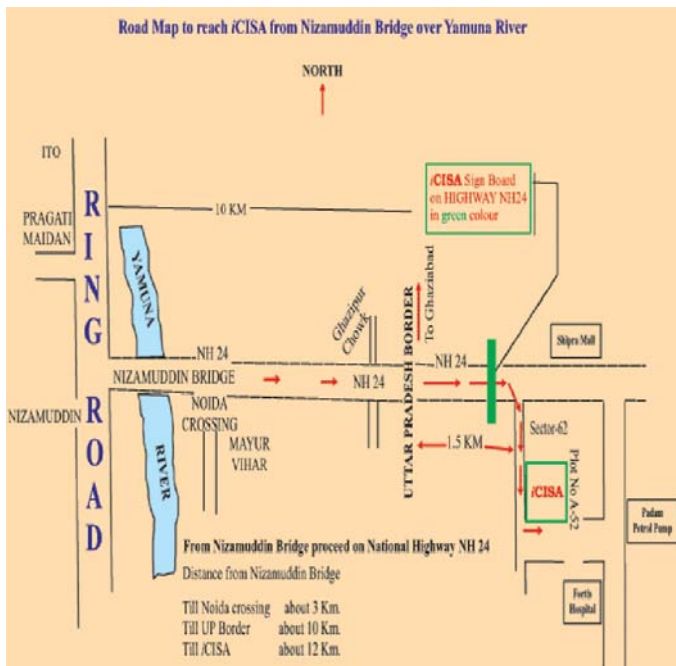 Road Map to reach iCISA from Nizamuddin Bridge over Yamuna River
NORTH
ITO
PRAGATI
MAIDAN
RING
ROAD
10 KM
iCISA Sign Board
on HIGHWAY NH24
in green colour
YAMUNA
RIVER
Ghazipur
Chowk
UTTAR PRADESH BORDER
To Ghaziabad
Shipra Mall
NH 24
NH 24
NIZAMUDDIN BRIDGE
NH 24
NIZAMUDDIN
NOIDA
CROSSING
MAYUR
VIHAR
1.5 KM
Sector-62
iCISA
Plot No A-52
Padam
Petrol Pump
Forth
Hospital
From Nizamuddin Bridge proceed on National Highway NH 24
Distance from Nizamuddin Bridge
Till Noida crossing about 3 Km.
Till UP Border about 10 Km.
Till iCISA about 12 Km.